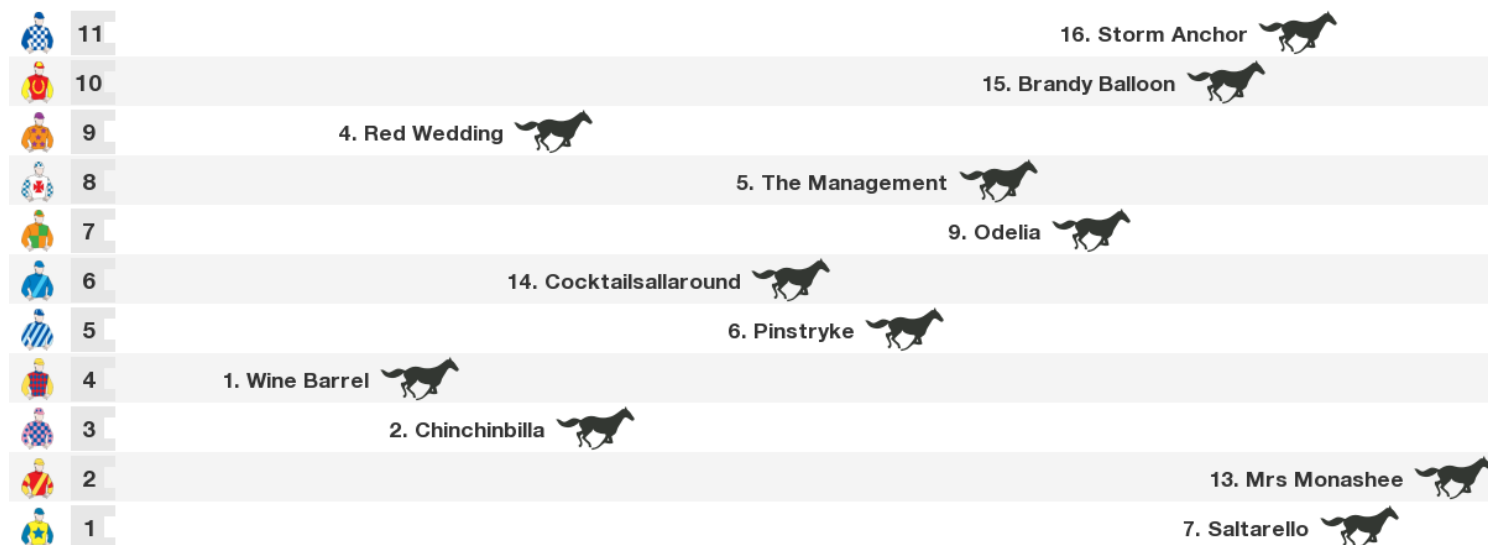 11 16. Storm Anchor
10 15. Brandy Balloon
9 4. Red Wedding
8 5. The Management
7 9. Odelia
6 14. Cocktailsallaround
5 6. Pinstryke
4 1. Wine Barrel
3 2. Chinchinbilla
2 13. Mrs Monashee
1 7. Saltarello